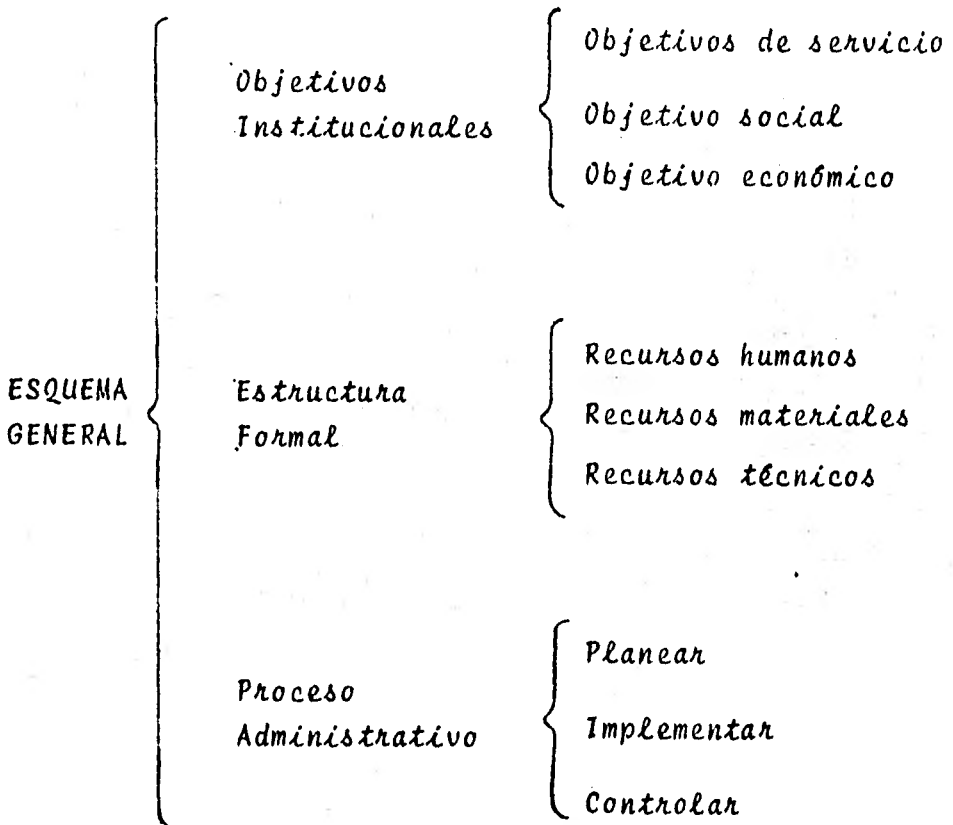 ESQUEMA
GENERAL
Objetivos
Institucionales
Objetivos de servicio
Objetivo social
Objetivo económico
Estructura
Formal
Recursos humanos
Recursos materiales
Recursos técnicos
Proceso
Administrativo
Planear
Implementar
Controlar